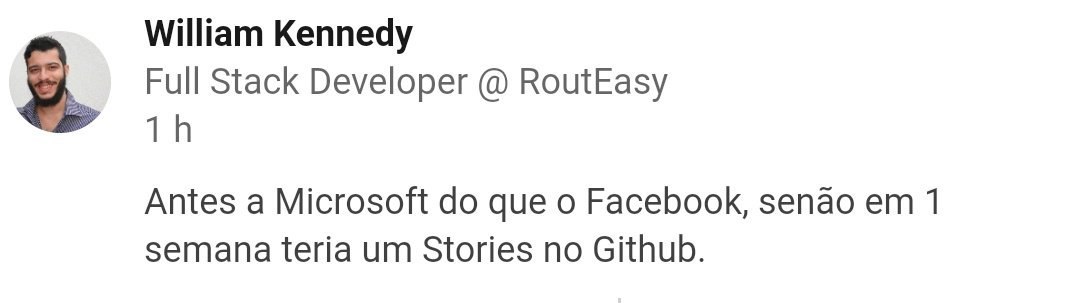 William Kennedy
Full Stack Developer @ RoutEasy
1 h
Antes a Microsoft do que o Facebook, senão em 1
semana teria um Stories no Github.